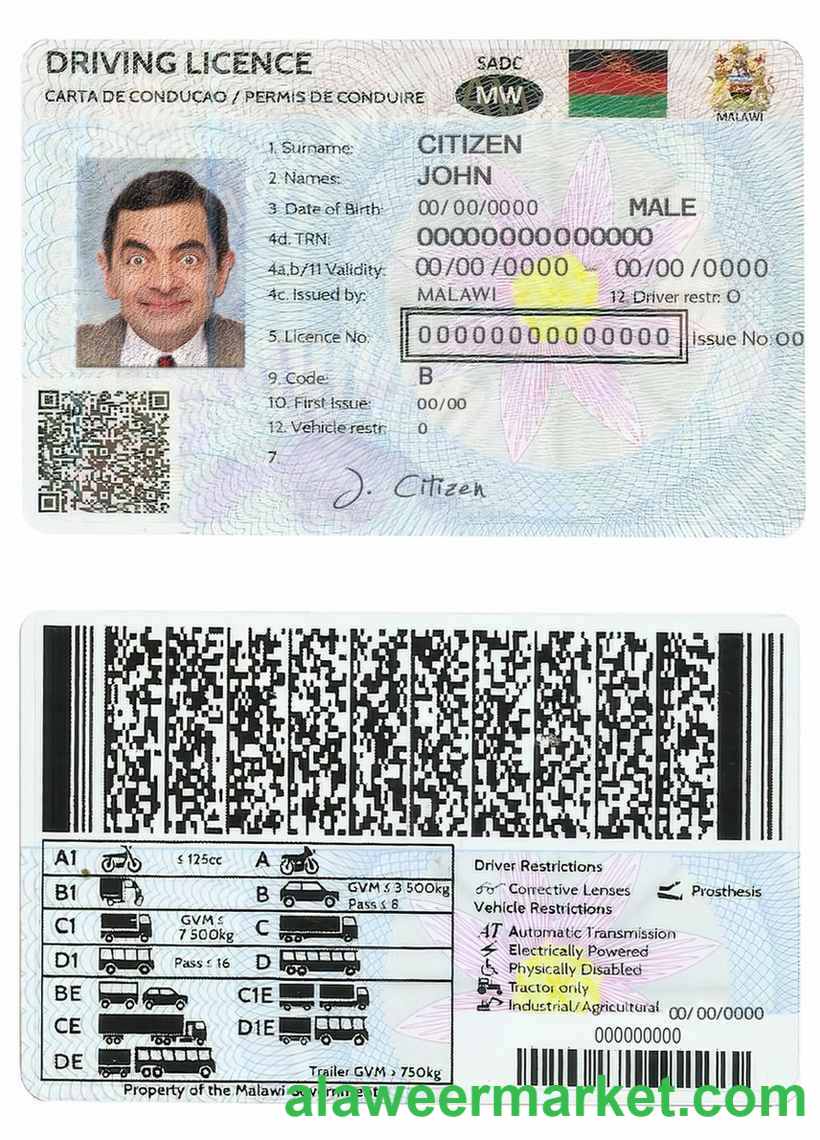 DRIVING LICENCE
CARTA DE CONDUÇAO / PERMIS DE CONDUIRE
SADC
MW
MALAWI
1. Surname: CITIZEN
2. Names: JOHN
3 Date of Birth: 00/00/0000 MALE
4d. TRN: 00000000000000
4a,b/11 Validity: 00/00/0000 – 00/00/0000
4c. Issued by: MALAWI 12 Driver restr: 0
5. Licence No: 00000000000000 Issue No: 00
9. Code: B
10. First Issue: 00/00
12. Vehicle restr: 0
7.
J. Citizen
A1 ≤ 125cc A
B1 B GVM ≤ 3 500kg Pass ≤ 8
C1 GVM ≤ 7 500kg C
D1 Pass ≤ 16 D
BE C1E
CE D1E
DE Trailer GVM > 750kg
Property of the Malawi Government
Driver Restrictions
Corrective Lenses Prosthesis
Vehicle Restrictions
AT Automatic Transmission
Electrically Powered
Physically Disabled
Tractor only
Industrial/Agricultural 00/00/0000
000000000
alaweermarket.com